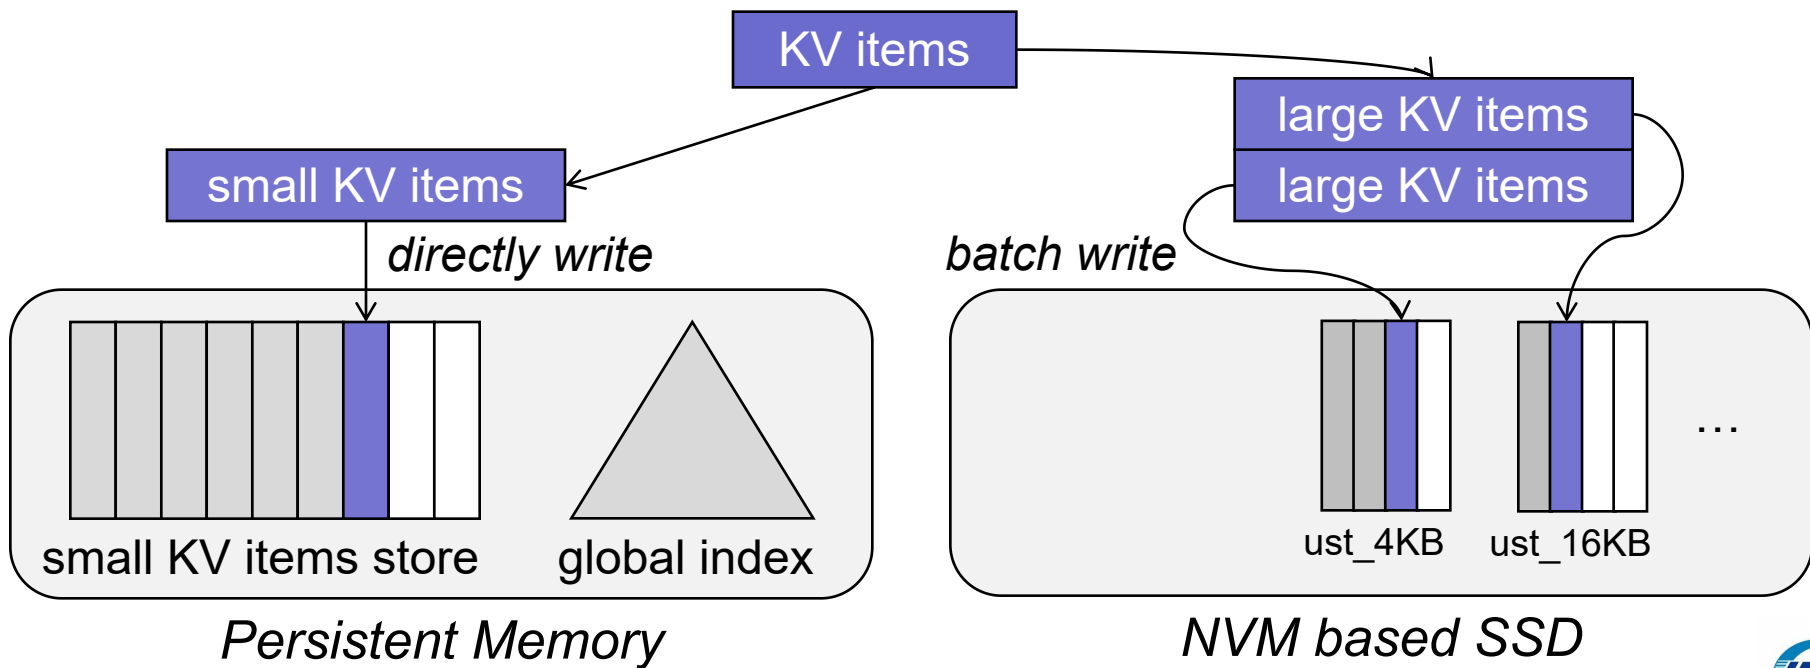 KV items
large KV items
small KV items
large KV items
directly write
batch write
...
ust_4KB
ust_16KB
small KV items store
global index
Persistent Memory
NVM based SSD